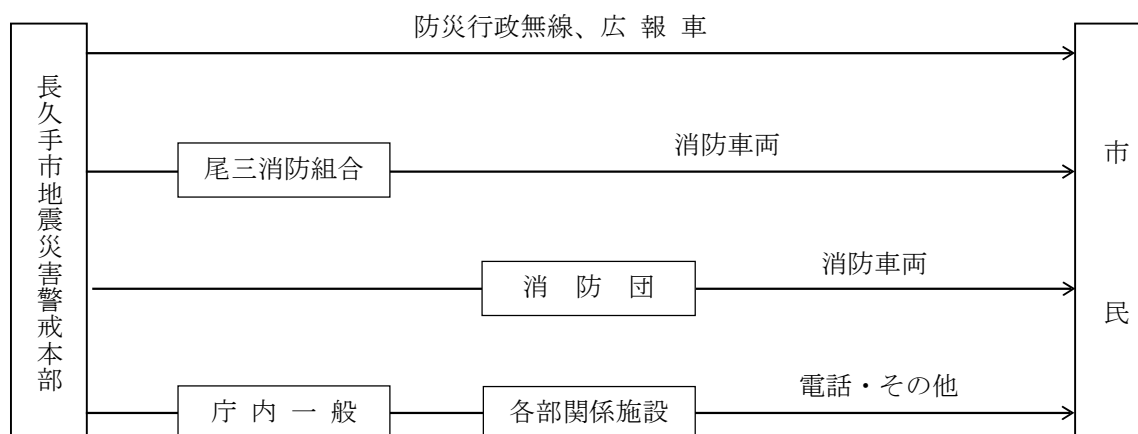 防災行政無線、広 報 車
長久手市地震災害警戒本部
尾三消防組合
消防車両
消 防 団
消防車両
庁 内 一 般
各部関係施設
電話・その他
市 民